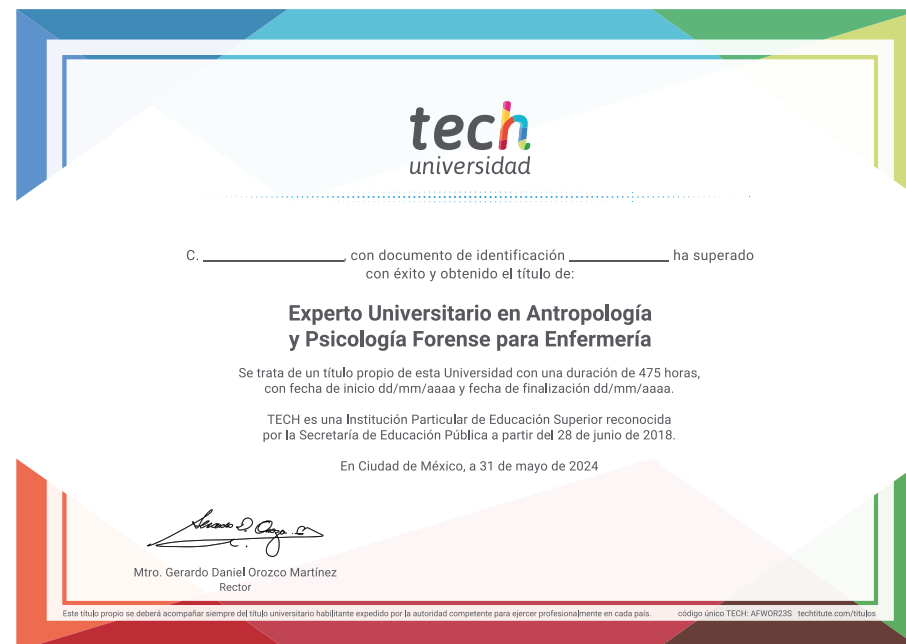 tech
universidad
C. ____________, con documento de identificación ____________ ha superado
con éxito y obtenido el título de:
Experto Universitario en Antropología
y Psicología Forense para Enfermería
Se trata de un título propio de esta Universidad con una duración de 475 horas,
con fecha de inicio dd/mm/aaaa y fecha de finalización dd/mm/aaaa.
TECH es una Institución Particular de Educación Superior reconocida
por la Secretaría de Educación Pública a partir del 28 de junio de 2018.
En Ciudad de México, a 31 de mayo de 2024
Mtro. Gerardo Daniel Orozco Martínez
Rector
Este título propio se deberá acompañar siempre del título universitario habilitante expedido por la autoridad competente para ejercer profesionalmente en cada país. código único TECH: AFWOR23S techtitute.com/titulos